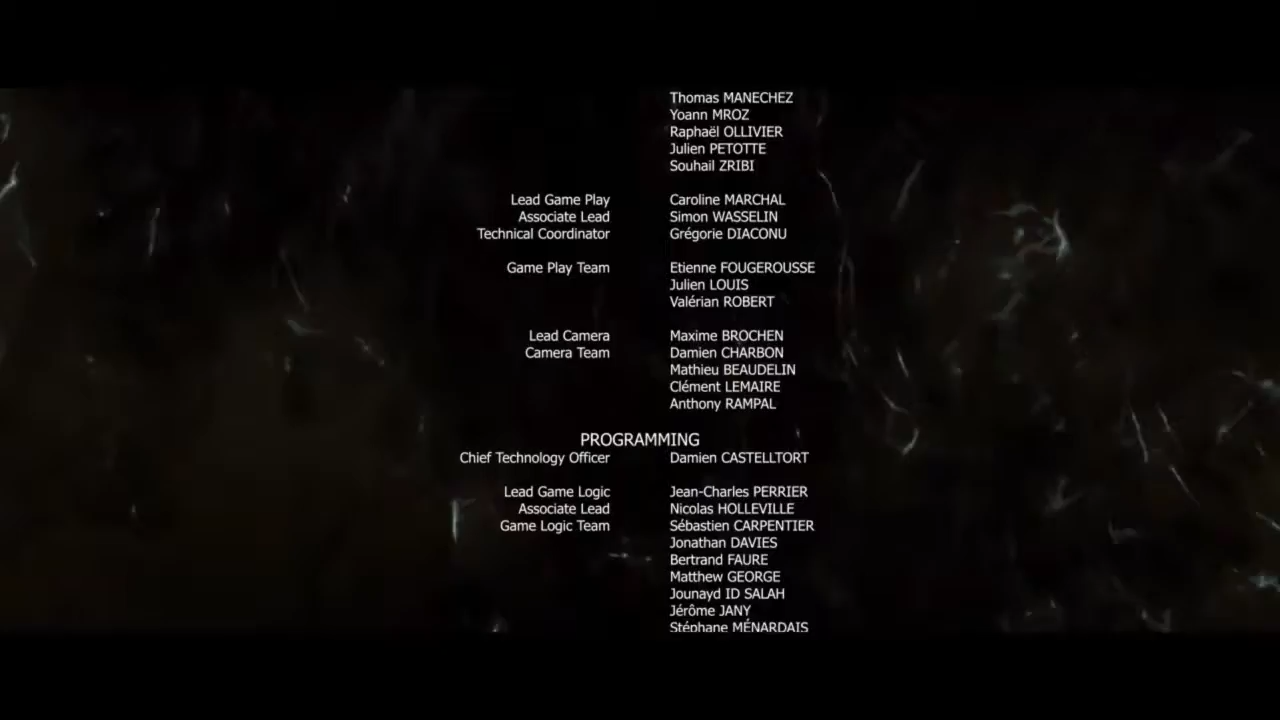 Thomas MANECHEZ
Yoann MROZ
Raphaël OLLIVIER
Julien PETOTTE
Souhail ZRIBI
Lead Game Play Caroline MARCHAL
Associate Lead Simon WASSELIN
Technical Coordinator Grégorie DIACONU
Game Play Team Etienne FOUGEROUSSE
Julien LOUIS
Valérian ROBERT
Lead Camera Maxime BROCHEN
Camera Team Damien CHARBON
Mathieu BEAUDELIN
Clément LEMAIRE
Anthony RAMPAL
PROGRAMMING
Chief Technology Officer Damien CASTELLTORT
Lead Game Logic Jean-Charles PERRIER
Associate Lead Nicolas HOLLEVILLE
Game Logic Team Sébastien CARPENTIER
Jonathan DAVIES
Bertrand FAURE
Matthew GEORGE
Jounayd ID SALAH
Jérôme JANY
Stéphane MÉNARDAIS